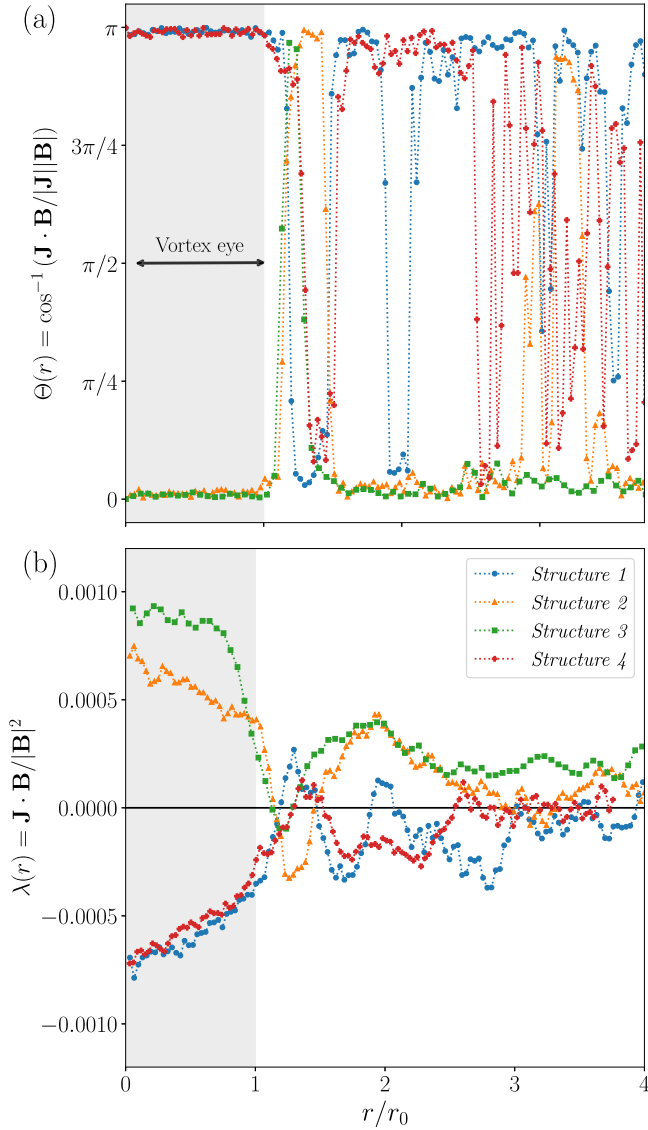 (a)
π
3π/4
π/2
π/4
0
Θ(r) = cos⁻¹(J · B/|J||B|)
Vortex eye
(b)
0.0010
0.0005
0.0000
−0.0005
−0.0010
λ(r) = J · B/|B|²
Structure 1
Structure 2
Structure 3
Structure 4
0 1 2 3 4
r/r₀